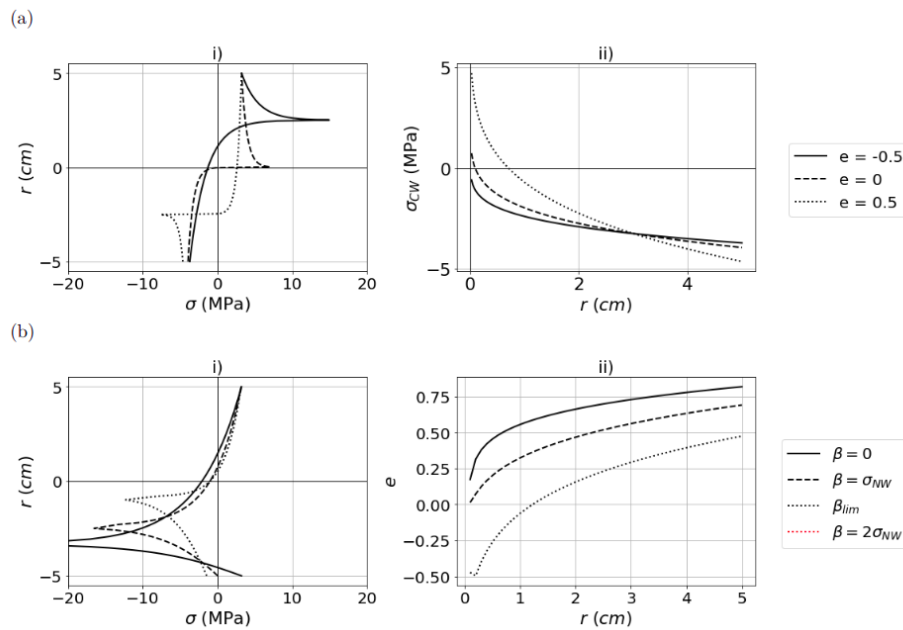 (a)
i)
5
0
−5
−20 −10 0 10 20
r (cm)
σ (MPa)
ii)
5
0
−5
0 2 4
σCW (MPa)
r (cm)
e = -0.5
e = 0
e = 0.5
(b)
i)
5
0
−5
−20 −10 0 10 20
r (cm)
σ (MPa)
ii)
0.75
0.50
0.25
0.00
−0.25
−0.50
0 1 2 3 4 5
e
r (cm)
β = 0
β = σNW
βlim
β = 2σNW